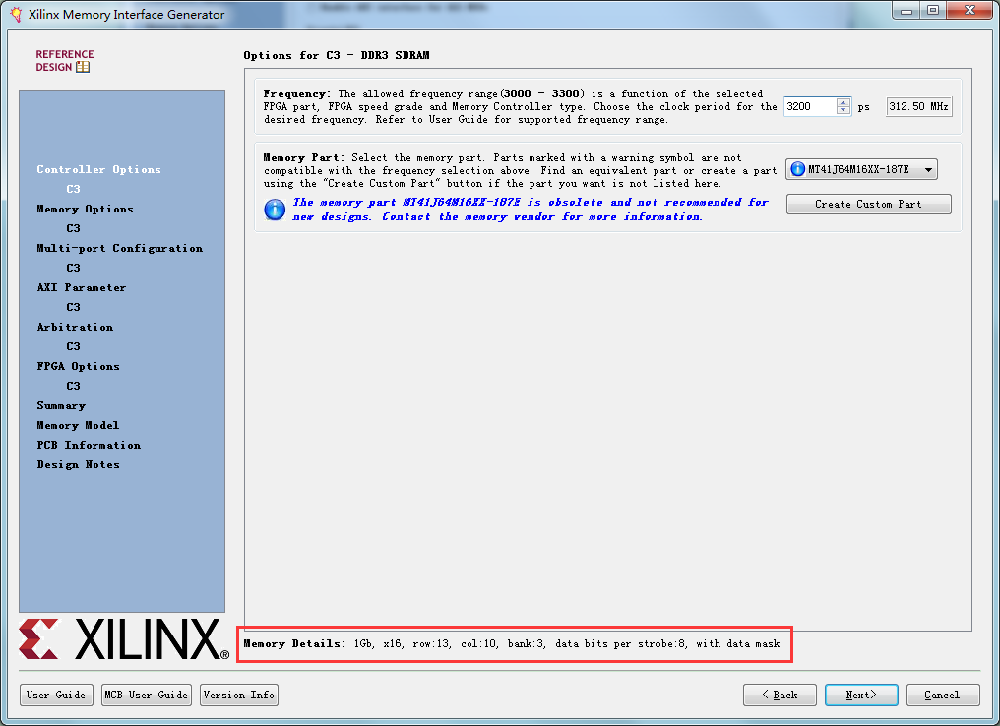 Xilinx Memory Interface Generator
REFERENCE
DESIGN
Controller Options
C3
Memory Options
C3
Multi-port Configuration
C3
AXI Parameter
C3
Arbitration
C3
FPGA Options
C3
Summary
Memory Model
PCB Information
Design Notes
XILINX®
Options for C3 - DDR3 SDRAM
Frequency: The allowed frequency range(3000 - 3300) is a function of the selected
FPGA part, FPGA speed grade and Memory Controller type. Choose the clock period for the
desired frequency. Refer to User Guide for supported frequency range.
3200 ps 312.50 MHz
Memory Part: Select the memory part. Parts marked with a warning symbol are not
compatible with the frequency selection above. Find an equivalent part or create a part
using the "Create Custom Part" button if the part you want is not listed here.
MT41J64M16XX-187E
The memory part MT41J64M16XX-187E is obsolete and not recommended for
new designs. Contact the memory vendor for more information.
Create Custom Part
Memory Details: 1Gb, x16, row:13, col:10, bank:3, data bits per strobe:8, with data mask
User Guide MCB User Guide Version Info < Back Next> Cancel